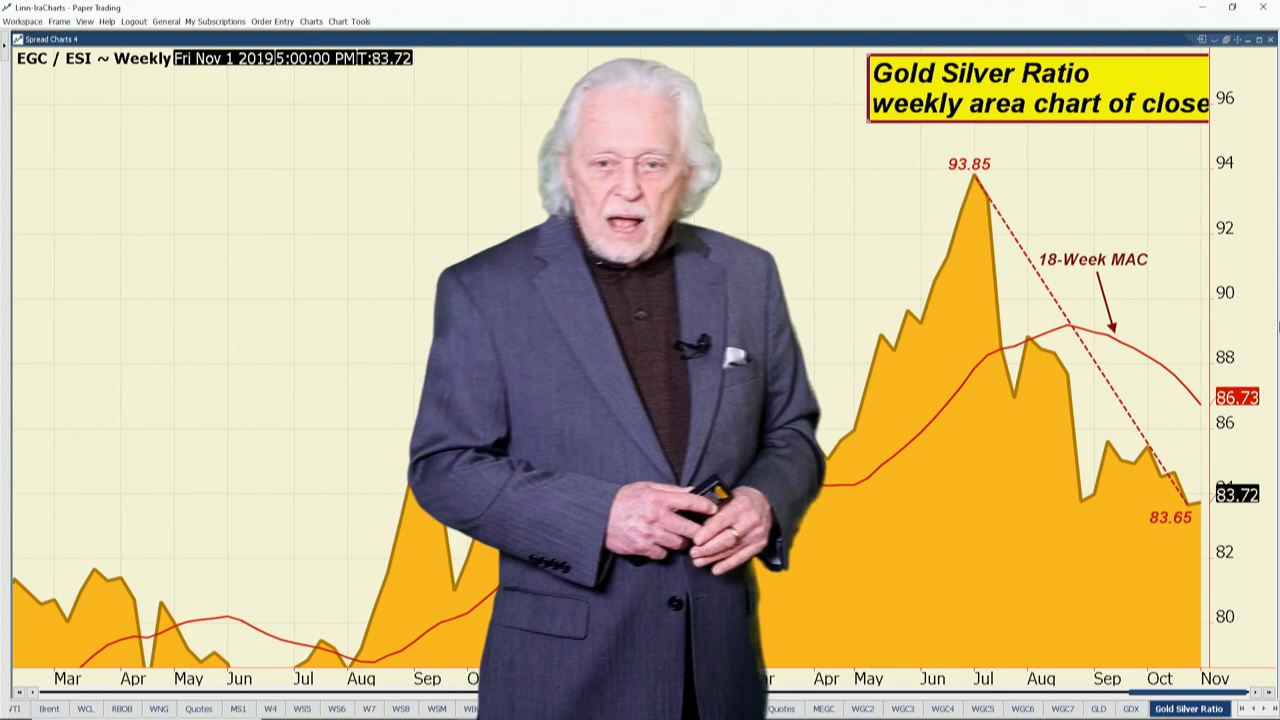 Linn-IraCharts - Paper Trading
Workspace Frame View Help Logout General My Subscriptions Order Entry Charts Chart Tools
Spread Charts 4
EGC / ESI ~ Weekly Fri Nov 1 2019 5:00:00 PM T:83.72
Gold Silver Ratio
weekly area chart of close
96
93.85
94
92
18-Week MAC
90
88
86.73
86
83.72
83.65
82
80
Mar Apr May Jun Jul Aug Sep Apr May Jun Jul Aug Sep Oct Nov
Brent WCL RBOB WNG Quotes MS1 W4 WS5 WS6 W7 WS8 WSM Quotes MEGC WGC2 WGC3 WGC4 WGC5 WGC6 WGC7 GLD GDX Gold Silver Ratio